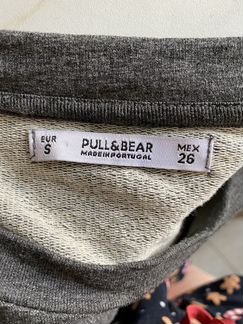 EUR PULL&BEAR MEX
S MADE IN PORTUGAL 26